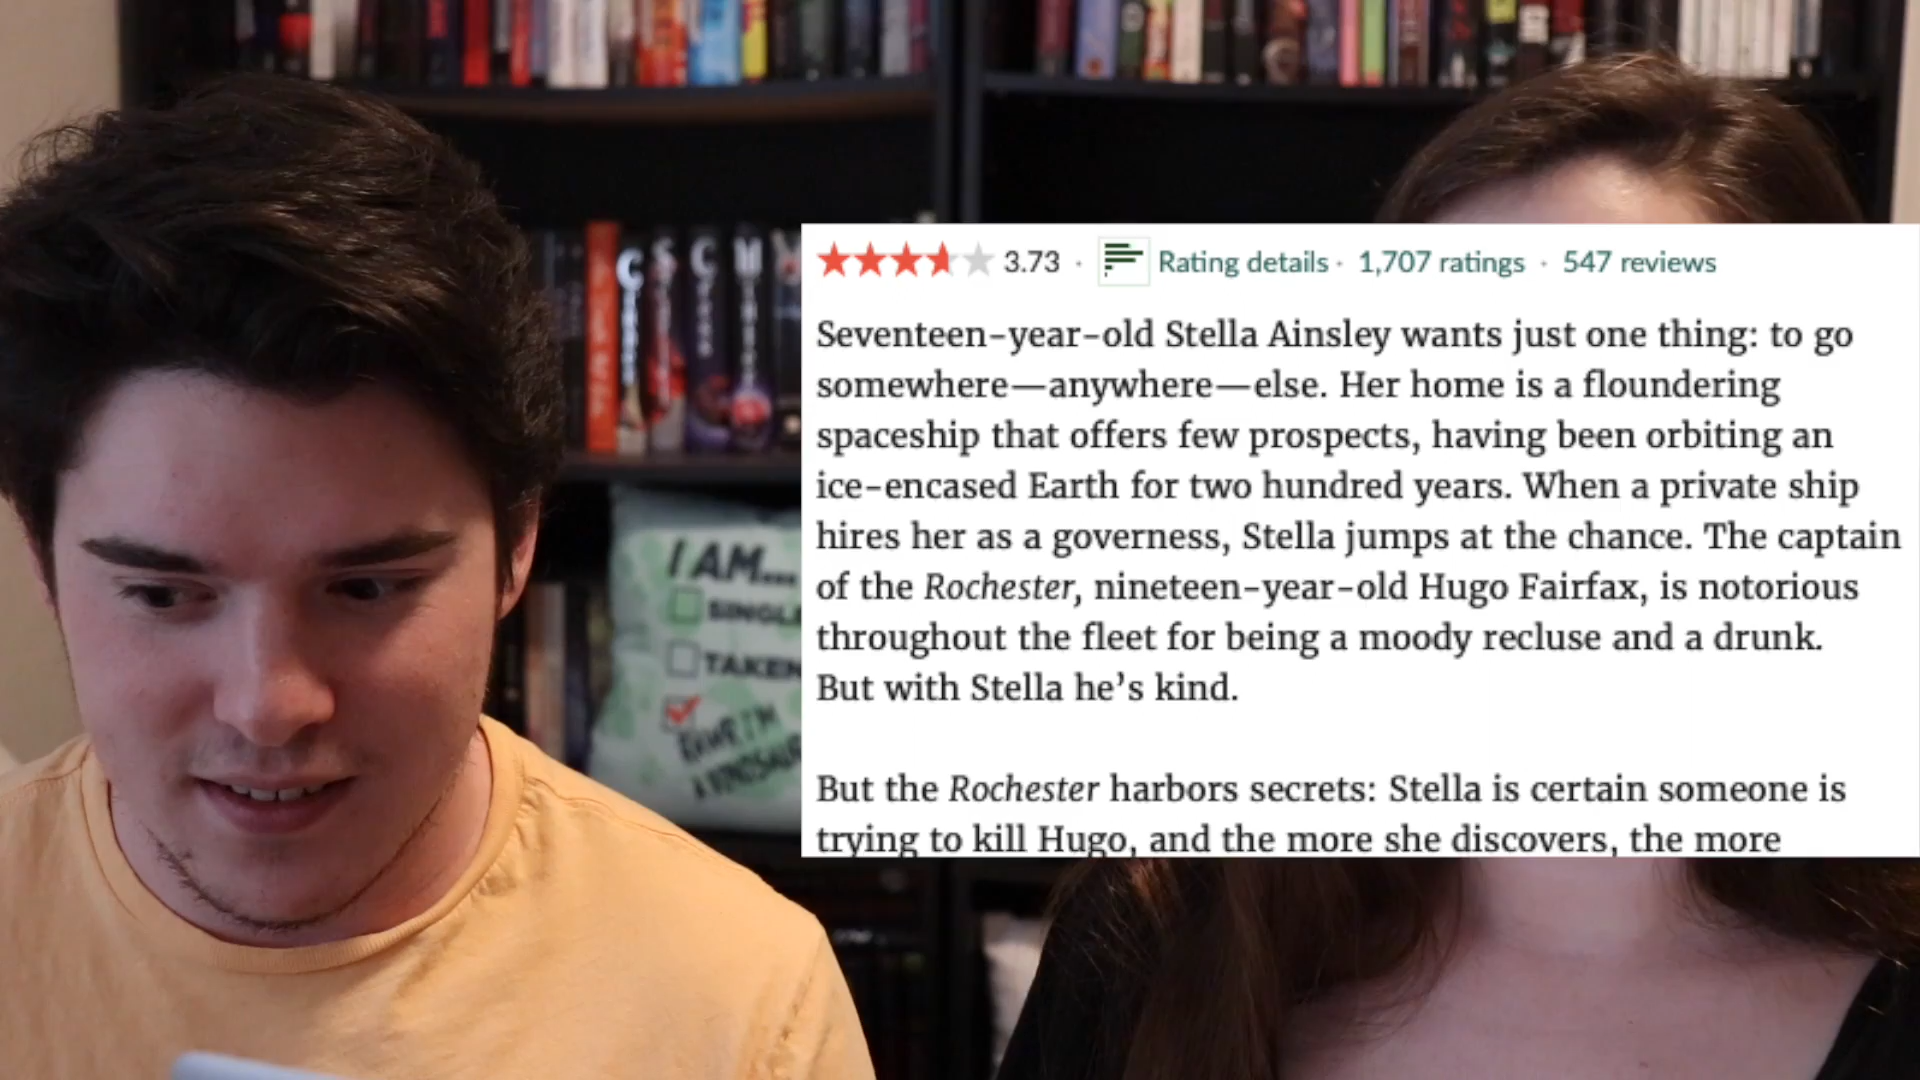 ★★★★★ 3.73 · Rating details · 1,707 ratings · 547 reviews
Seventeen-year-old Stella Ainsley wants just one thing: to go
somewhere—anywhere—else. Her home is a floundering
spaceship that offers few prospects, having been orbiting an
ice-encased Earth for two hundred years. When a private ship
hires her as a governess, Stella jumps at the chance. The captain
of the Rochester, nineteen-year-old Hugo Fairfax, is notorious
throughout the fleet for being a moody recluse and a drunk.
But with Stella he's kind.
But the Rochester harbors secrets: Stella is certain someone is
trying to kill Hugo, and the more she discovers, the more
I AM...
SINGLE
TAKEN